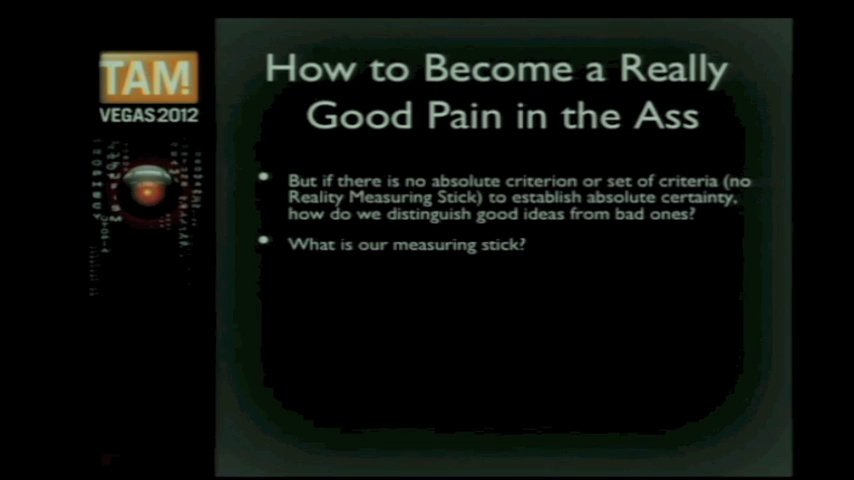 TAM!
VEGAS 2012
How to Become a Really
Good Pain in the Ass
But if there is no absolute criterion or set of criteria (no
Reality Measuring Stick) to establish absolute certainty,
how do we distinguish good ideas from bad ones?
What is our measuring stick?